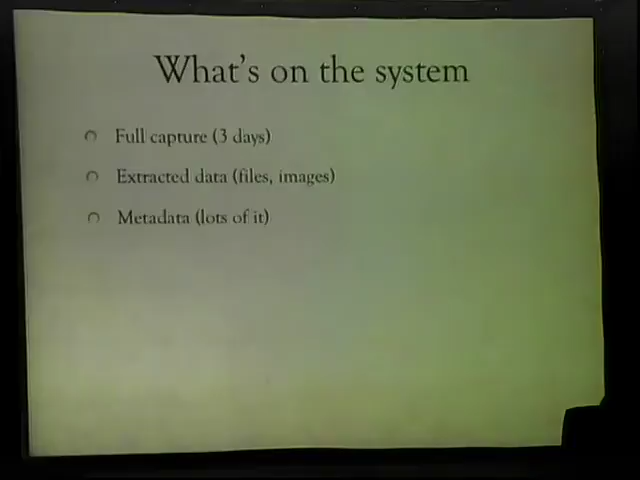 What's on the system
Full capture (3 days)
Extracted data (files, images)
Metadata (lots of it)